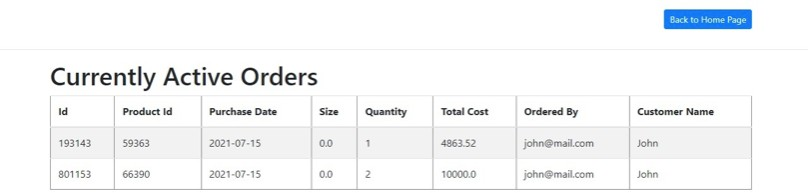 Back to Home Page
Currently Active Orders
Id Product Id Purchase Date Size Quantity Total Cost Ordered By Customer Name
193143 59363 2021-07-15 0.0 1 4863.52 john@mail.com John
801153 66390 2021-07-15 0.0 2 10000.0 john@mail.com John